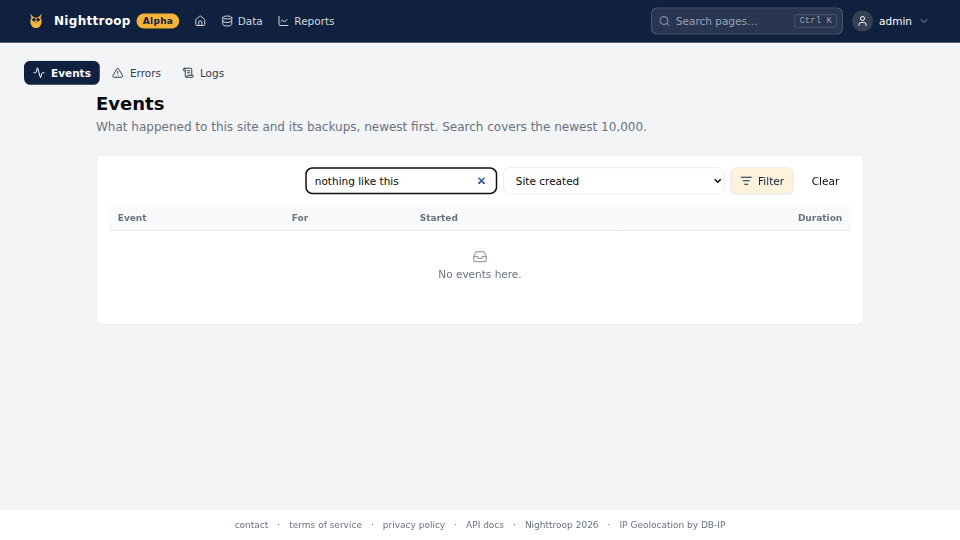 Nighttroop Alpha Data Reports Search pages... Ctrl K admin
Events Errors Logs
Events
What happened to this site and its backups, newest first. Search covers the newest 10,000.
nothing like this Site created Filter Clear
Event For Started Duration
No events here.
contact · terms of service · privacy policy · API docs · Nighttroop 2026 · IP Geolocation by DB-IP